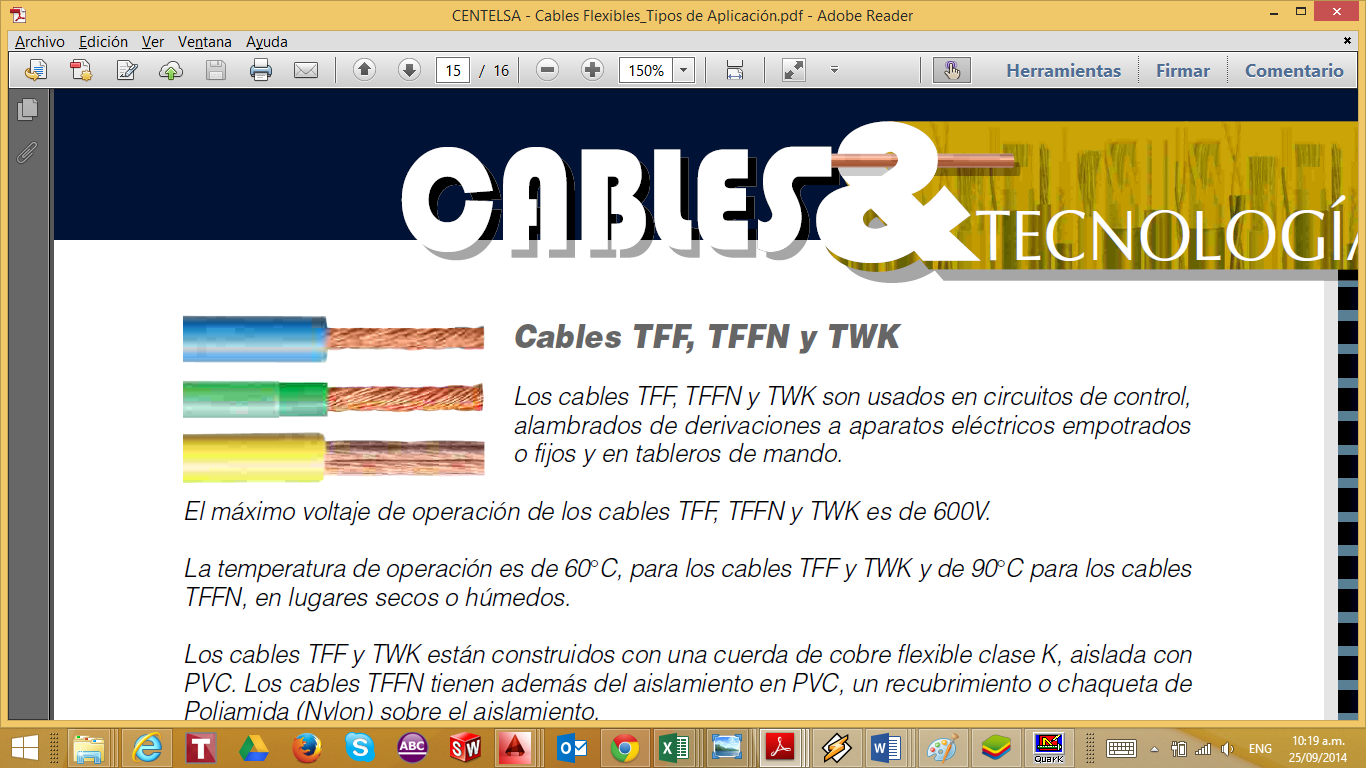 CENTELSA - Cables Flexibles_Tipos de Aplicación.pdf - Adobe Reader
Archivo Edición Ver Ventana Ayuda
15 / 16 150% Herramientas Firmar Comentario
CABLES & TECNOLOGÍA
Cables TFF, TFFN y TWK
Los cables TFF, TFFN y TWK son usados en circuitos de control,
alambrados de derivaciones a aparatos eléctricos empotrados
o fijos y en tableros de mando.
El máximo voltaje de operación de los cables TFF, TFFN y TWK es de 600V.
La temperatura de operación es de 60°C, para los cables TFF y TWK y de 90°C para los cables
TFFN, en lugares secos o húmedos.
Los cables TFF y TWK están construidos con una cuerda de cobre flexible clase K, aislada con
PVC. Los cables TFFN tienen además del aislamiento en PVC, un recubrimiento o chaqueta de
Poliamida (Nylon) sobre el aislamiento.
T ABC SW A W QuarK ENG 10:19 a.m.
25/09/2014